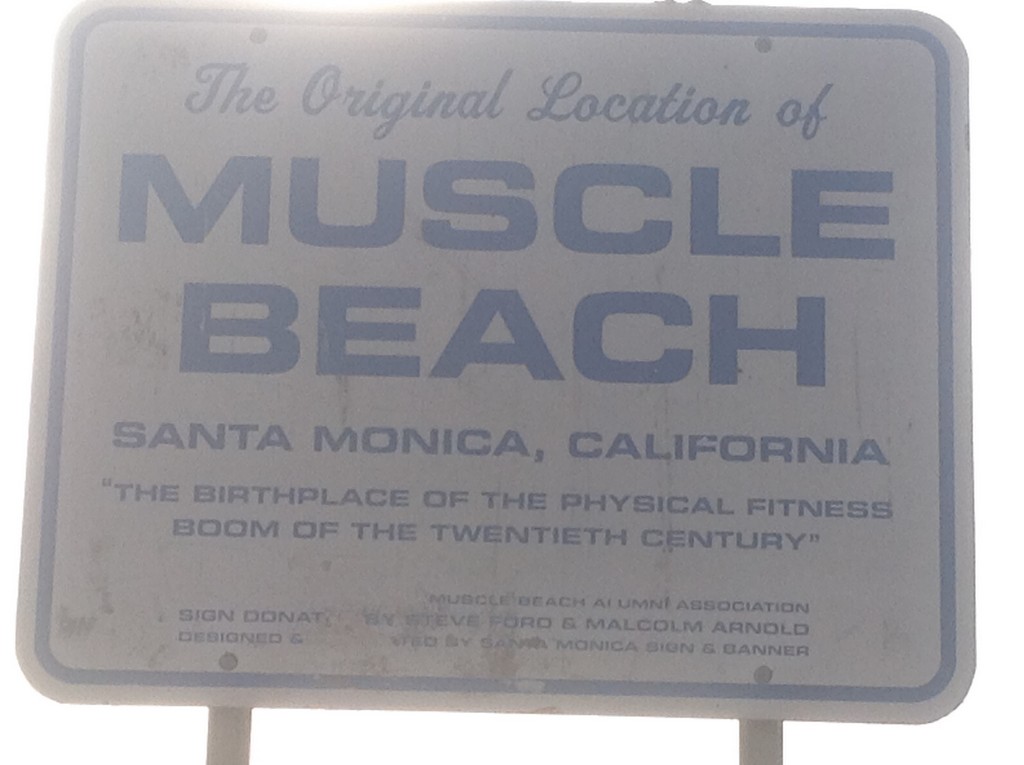 The Original Location of
MUSCLE
BEACH
SANTA MONICA, CALIFORNIA
"THE BIRTHPLACE OF THE PHYSICAL FITNESS
BOOM OF THE TWENTIETH CENTURY"
MUSCLE BEACH ALUMNI ASSOCIATION
SIGN DONAT BY STEVE FORD & MALCOLM ARNOLD
DESIGNED & TED BY SANTA MONICA SIGN & BANNER